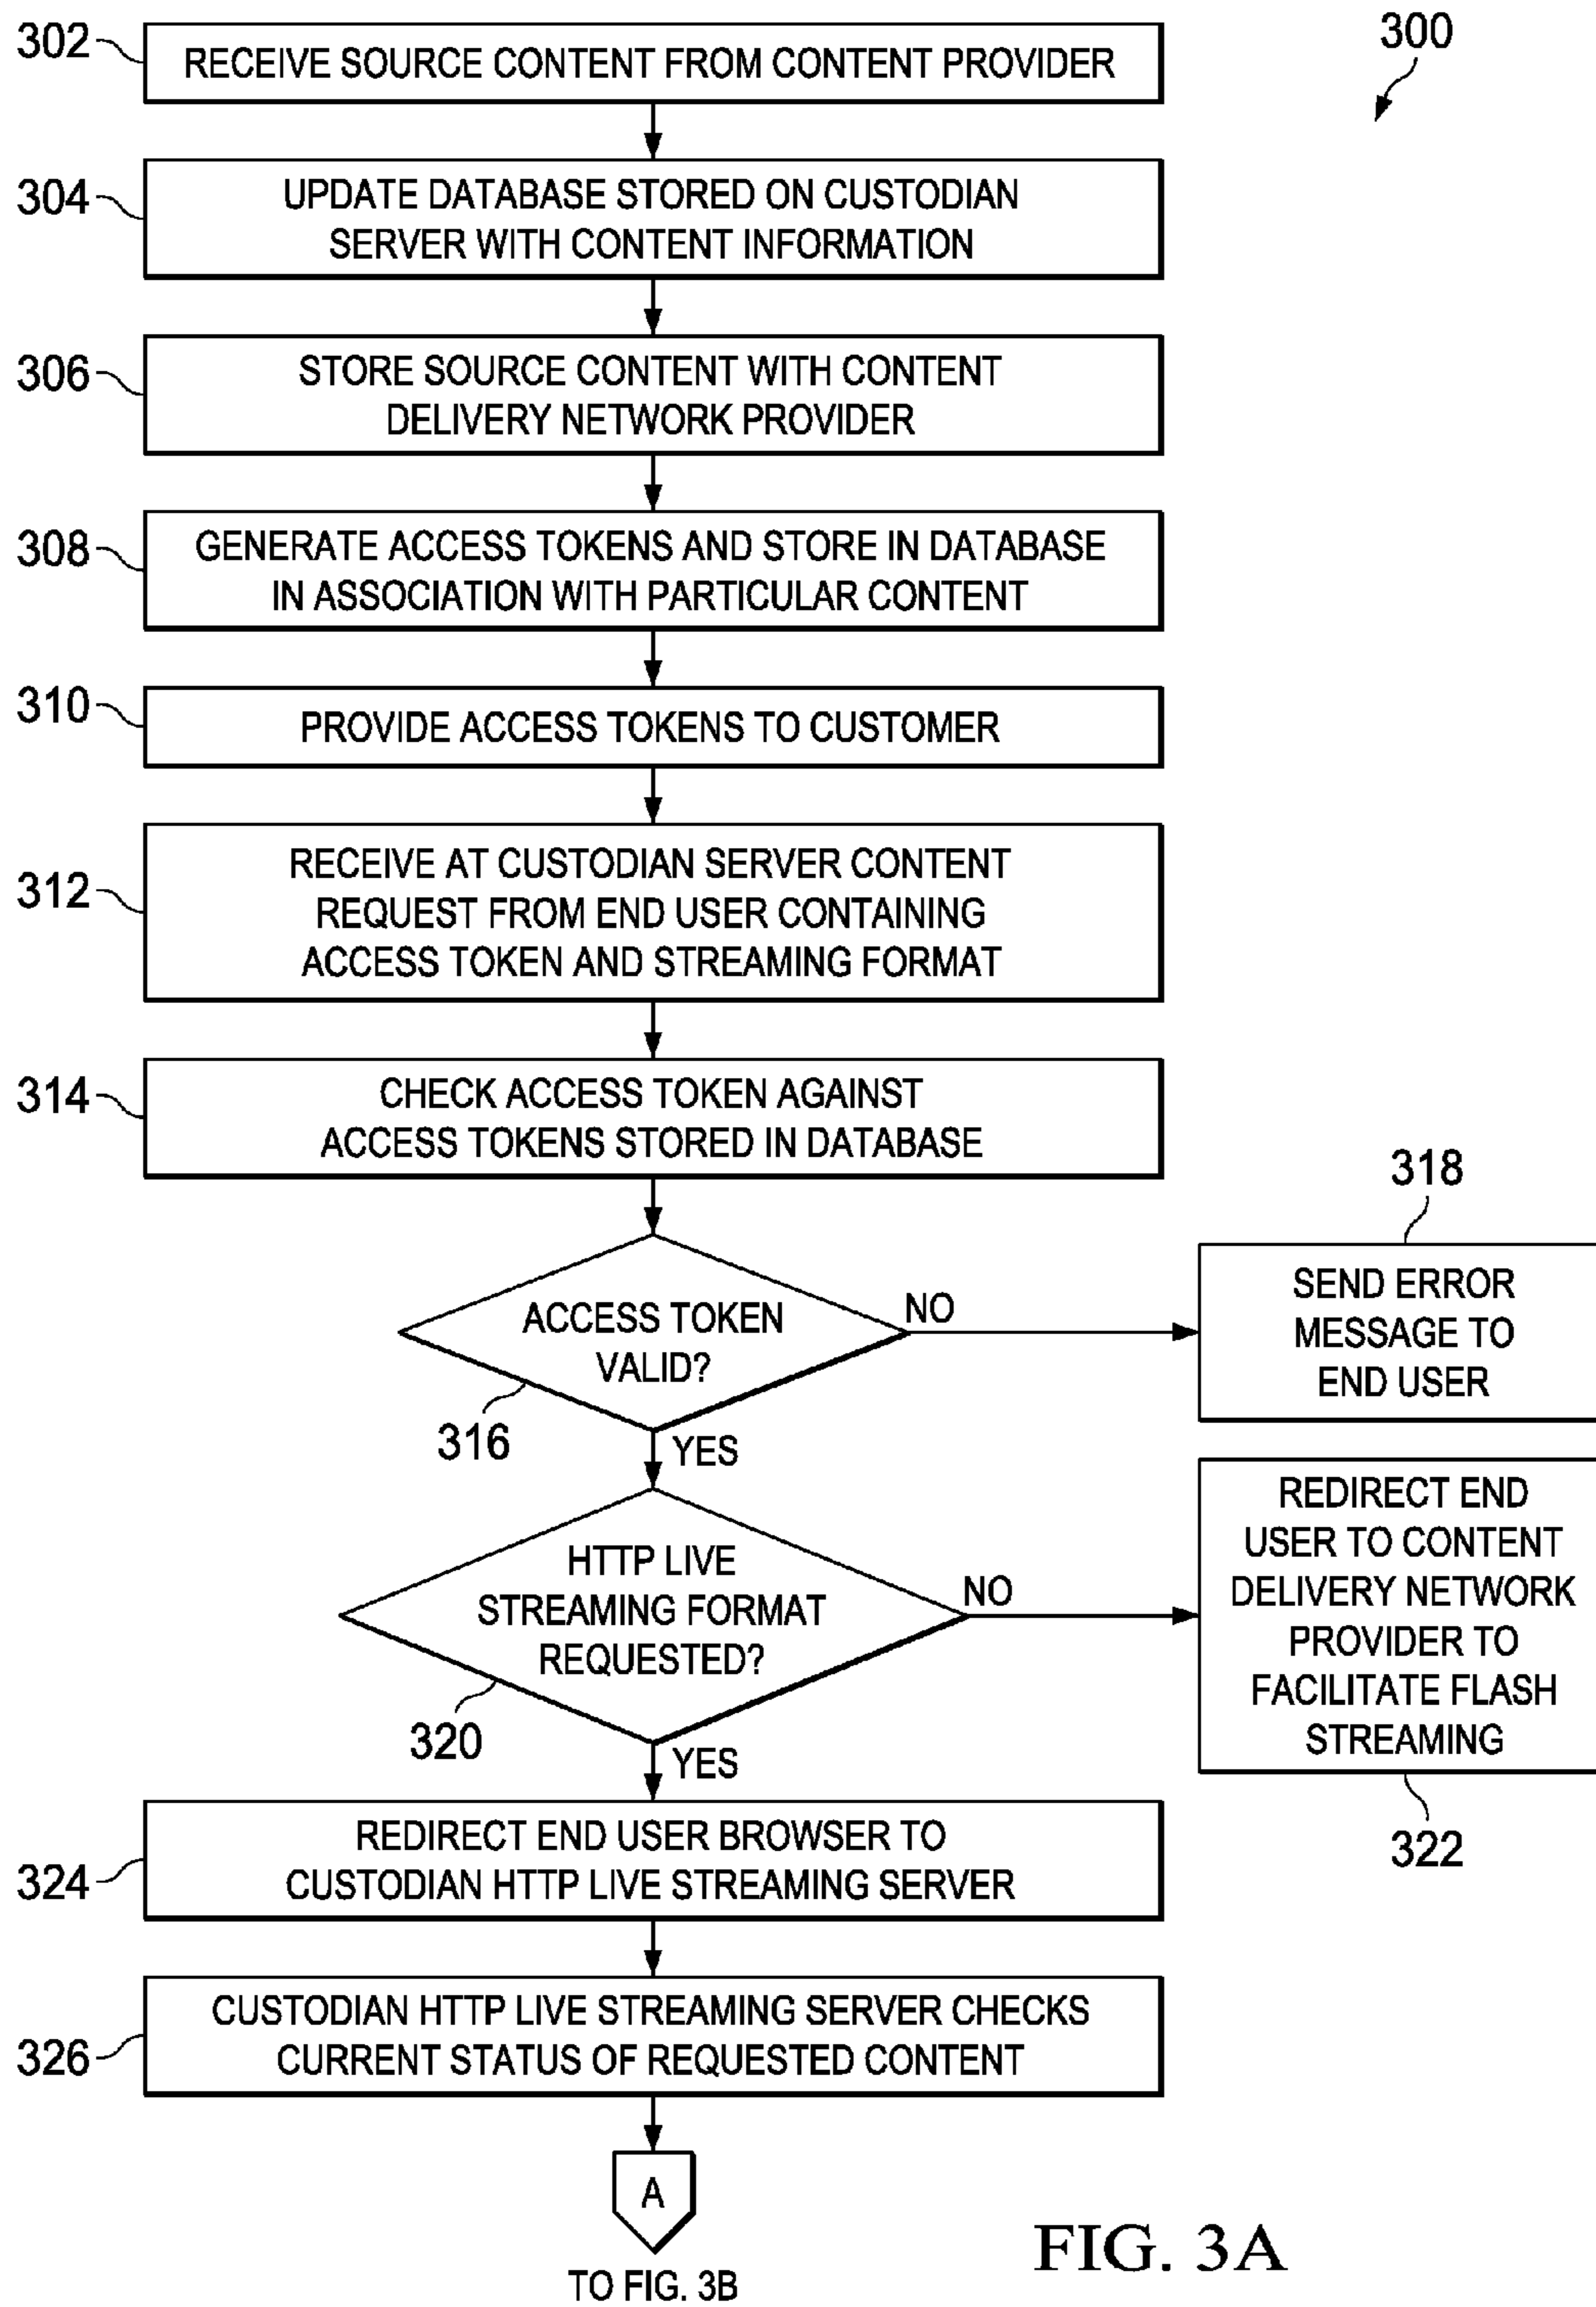 300
302
RECEIVE SOURCE CONTENT FROM CONTENT PROVIDER
304
UPDATE DATABASE STORED ON CUSTODIAN
SERVER WITH CONTENT INFORMATION
306
STORE SOURCE CONTENT WITH CONTENT
DELIVERY NETWORK PROVIDER
308
GENERATE ACCESS TOKENS AND STORE IN DATABASE
IN ASSOCIATION WITH PARTICULAR CONTENT
310
PROVIDE ACCESS TOKENS TO CUSTOMER
312
RECEIVE AT CUSTODIAN SERVER CONTENT
REQUEST FROM END USER CONTAINING
ACCESS TOKEN AND STREAMING FORMAT
314
CHECK ACCESS TOKEN AGAINST
ACCESS TOKENS STORED IN DATABASE
ACCESS TOKEN
VALID?
316
NO
318
SEND ERROR
MESSAGE TO
END USER
YES
HTTP LIVE
STREAMING FORMAT
REQUESTED?
320
NO
REDIRECT END
USER TO CONTENT
DELIVERY NETWORK
PROVIDER TO
FACILITATE FLASH
STREAMING
322
YES
324
REDIRECT END USER BROWSER TO
CUSTODIAN HTTP LIVE STREAMING SERVER
326
CUSTODIAN HTTP LIVE STREAMING SERVER CHECKS
CURRENT STATUS OF REQUESTED CONTENT
A
TO FIG. 3B
FIG. 3A